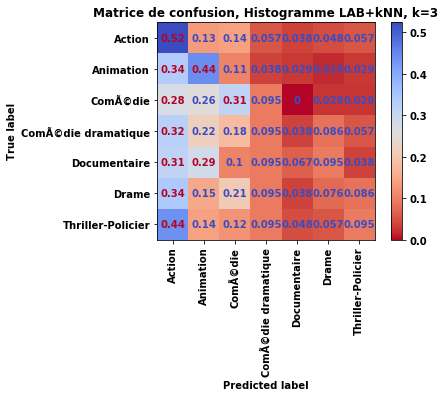 Matrice de confusion, Histogramme LAB+kNN, k=3
Action 0.52 0.13 0.14 0.057 0.038 0.048 0.057
Animation 0.34 0.44 0.11 0.038 0.029 0.019 0.029
ComÃ©die 0.28 0.26 0.31 0.095 0 0.029 0.029
ComÃ©die dramatique 0.32 0.22 0.18 0.095 0.038 0.086 0.057
Documentaire 0.31 0.29 0.1 0.095 0.067 0.095 0.038
Drame 0.34 0.15 0.21 0.095 0.038 0.076 0.086
Thriller-Policier 0.44 0.14 0.12 0.095 0.048 0.057 0.095
True label
Action
Animation
ComÃ©die
ComÃ©die dramatique
Documentaire
Drame
Thriller-Policier
Predicted label
0.5
0.4
0.3
0.2
0.1
0.0